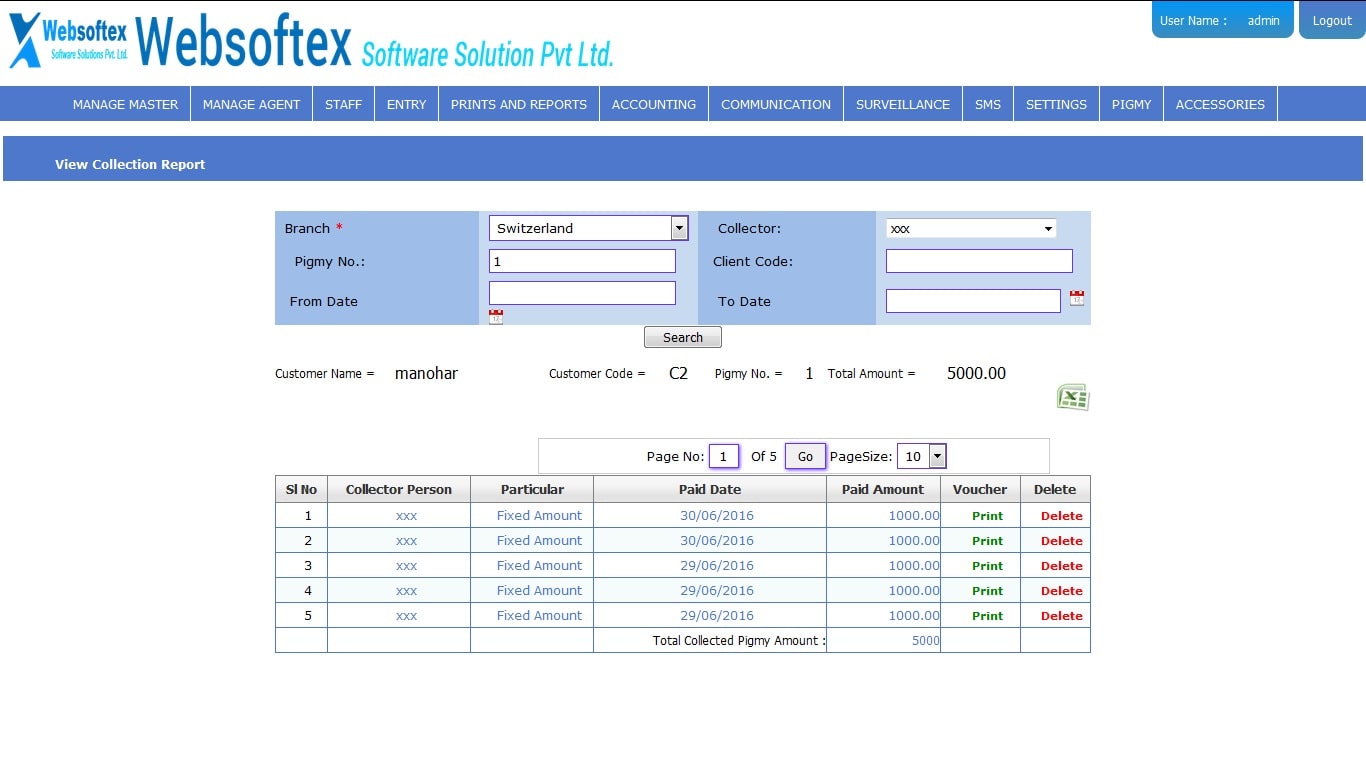 Websoftex
Software Solutions Pvt. Ltd.
Websoftex Software Solution Pvt Ltd.
User Name : admin
Logout
MANAGE MASTER MANAGE AGENT STAFF ENTRY PRINTS AND REPORTS ACCOUNTING COMMUNICATION SURVEILLANCE SMS SETTINGS PIGMY ACCESSORIES
View Collection Report
Branch * Switzerland Collector: xxx
Pigmy No.: 1 Client Code:
From Date To Date
Search
Customer Name = manohar Customer Code = C2 Pigmy No. = 1 Total Amount = 5000.00
Page No: 1 Of 5 Go PageSize: 10
Sl No Collector Person Particular Paid Date Paid Amount Voucher Delete
1 xxx Fixed Amount 30/06/2016 1000.00 Print Delete
2 xxx Fixed Amount 30/06/2016 1000.00 Print Delete
3 xxx Fixed Amount 29/06/2016 1000.00 Print Delete
4 xxx Fixed Amount 29/06/2016 1000.00 Print Delete
5 xxx Fixed Amount 29/06/2016 1000.00 Print Delete
Total Collected Pigmy Amount : 5000